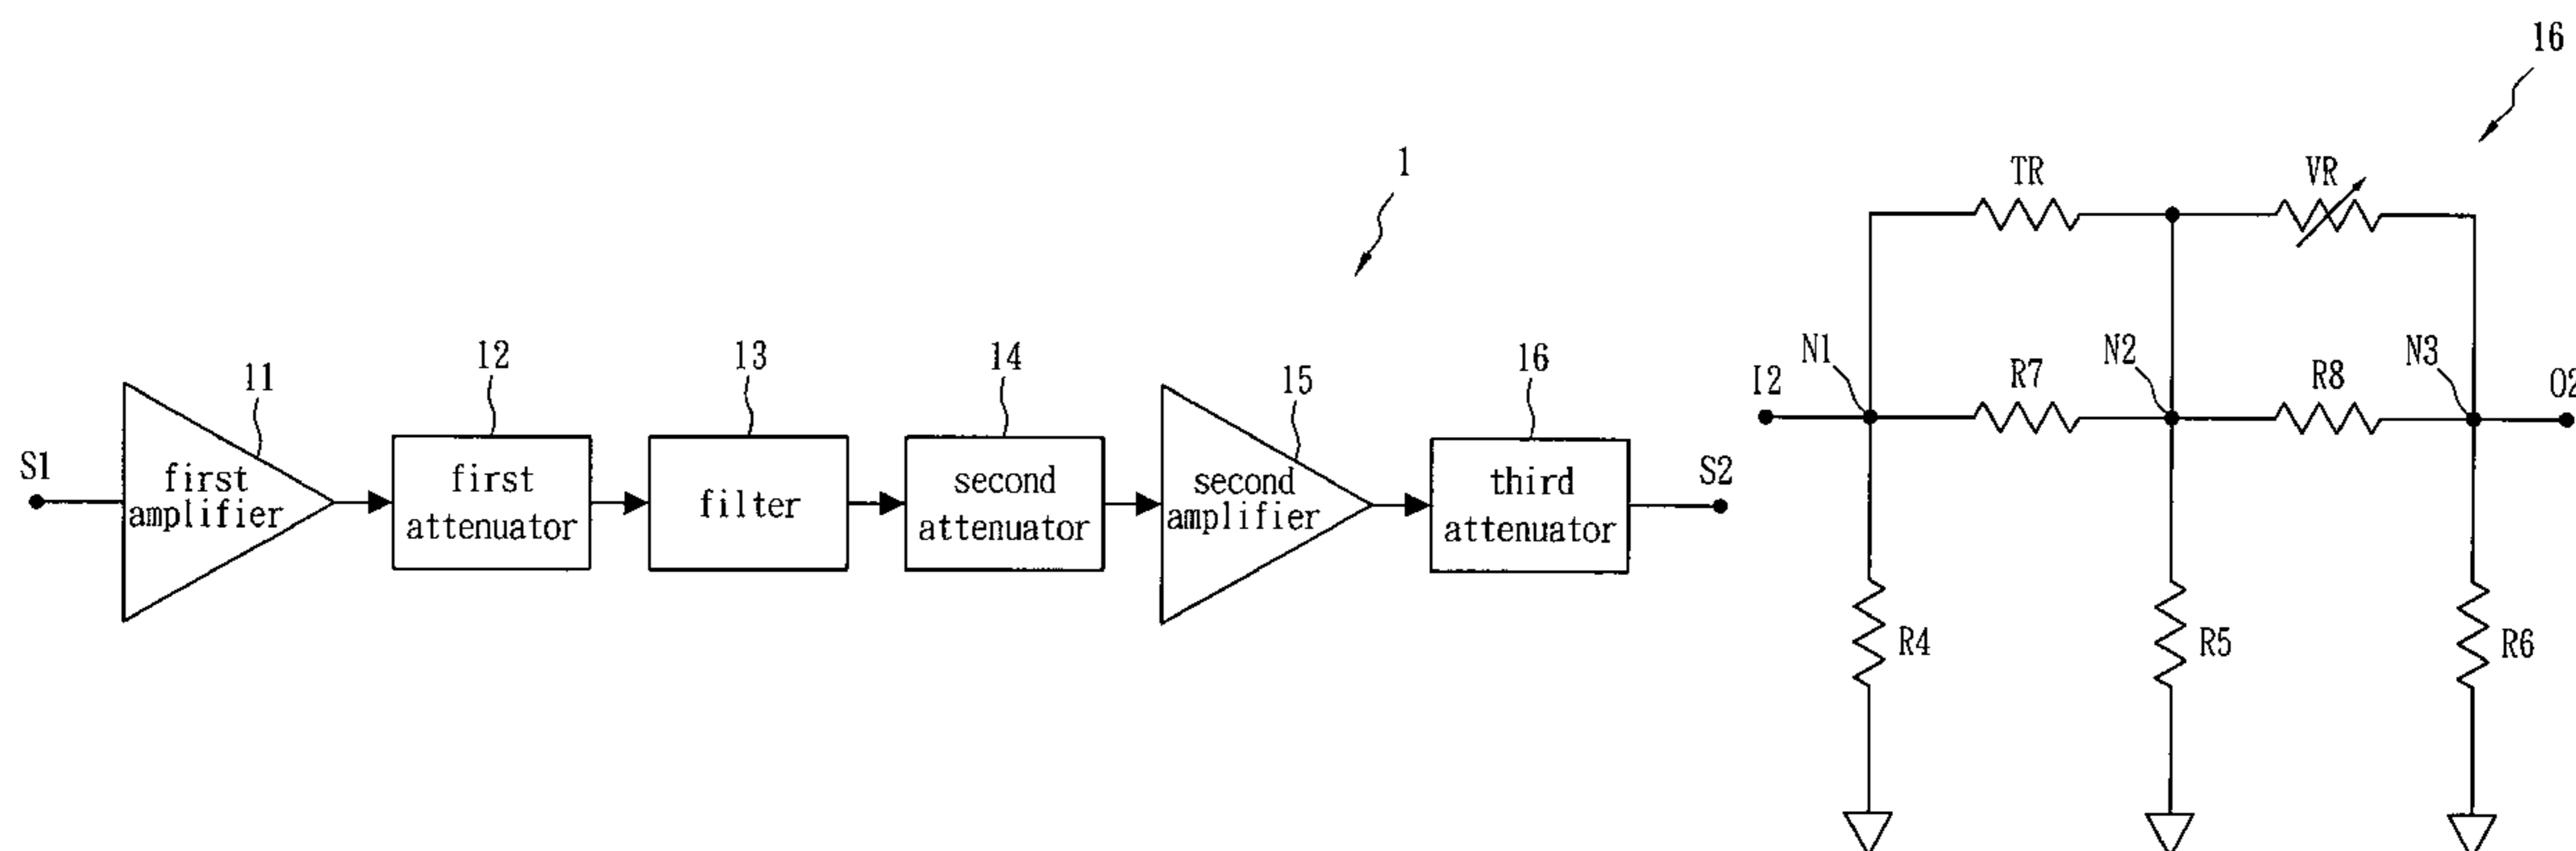 1
S1
11
first
amplifier
12
first
attenuator
13
filter
14
second
attenuator
15
second
amplifier
16
third
attenuator
S2
16
TR
VR
I2
N1
R7
N2
R8
N3
O2
R4
R5
R6